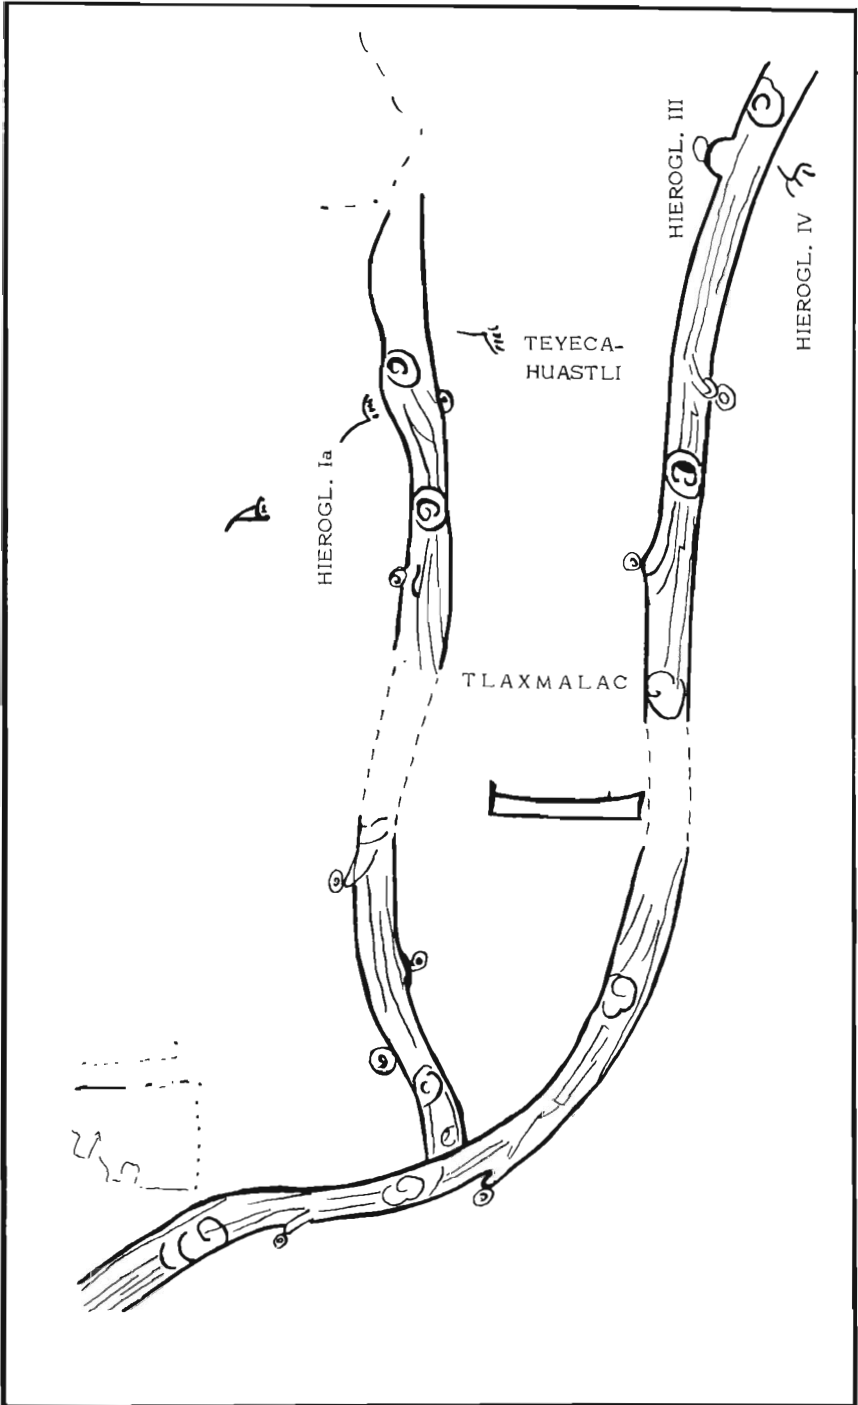 HIEROGL. III
HIEROGL. IV
TEYECA-
HUASTLI
HIEROGL. Ia
TLAXMALAC